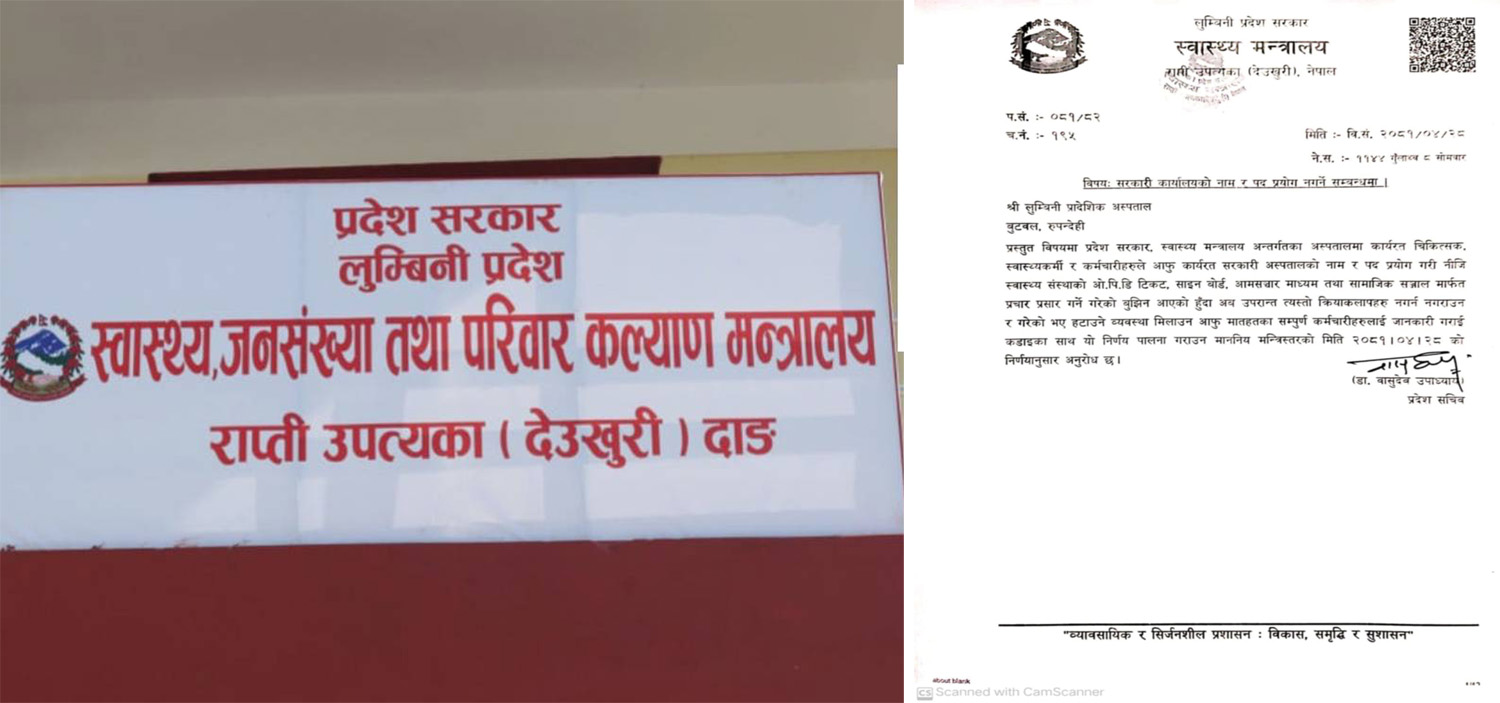 प्रदेश सरकार
लुम्बिनी प्रदेश
स्वास्थ्य,जनसंख्या तथा परिवार कल्याण मन्त्रालय
राप्ती उपत्यका ( देउखुरी ) दाङ
लुम्बिनी प्रदेश सरकार
स्वास्थ्य मन्त्रालय
राप्ती उपत्यका (देउखुरी), नेपाल
प.सं. :- ०८१/८२
च.नं. :- १९५
मिति :- वि.सं. २०८१/०४/२८
ने.स. :- ११४४ गुँलाथ्व ८ सोमबार
विषयः सरकारी कार्यालयको नाम र पद प्रयोग नगर्ने सम्बन्धमा |
श्री लुम्बिनी प्रादेशिक अस्पताल
बुटवल, रुपन्देही
प्रस्तुत विषयमा प्रदेश सरकार, स्वास्थ्य मन्त्रालय अन्तर्गतका अस्पतालमा कार्यरत चिकित्सक,
स्वास्थ्यकर्मी र कर्मचारीहरुले आफु कार्यरत सरकारी अस्पतालको नाम र पद प्रयोग गरी नीजि
स्वास्थ्य संस्थाको ओ.पि.डि टिकट, साइन बोर्ड, आमसञ्चार माध्यम तथा सामाजिक सञ्जाल मार्फत
प्रचार प्रसार गर्ने गरेको बुझिन आएको हुँदा अब उपरान्त त्यस्तो कियाकलापहरु नगर्न नगराउन
र गरेको भए हटाउने व्यवस्था मिलाउन आफु मातहतका सम्पुर्ण कर्मचारीहरुलाई जानकारी गराई
कडाइका साथ यो निर्णय पालना गराउन माननिय मन्त्रिस्तरको मिति २०८१।०४।२८ को
निर्णयानुसार अनुरोध छ।
(डा. वासुदेव उपाध्याय)
प्रदेश सचिव
"व्यावसायिक र सिर्जनशील प्रशासन : विकास, समृद्धि र सुशासन"
about blank
CS Scanned with CamScanner